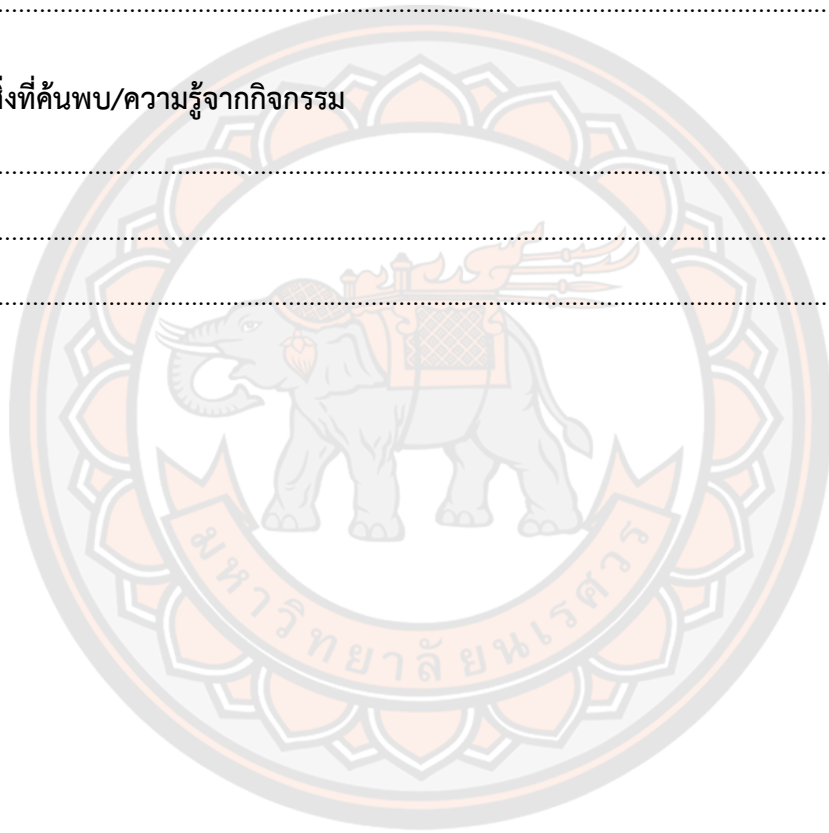 สิ่งที่ค้นพบ/ความรู้จากกิจกรรม
มหาวิทยาลัยนเรศวร